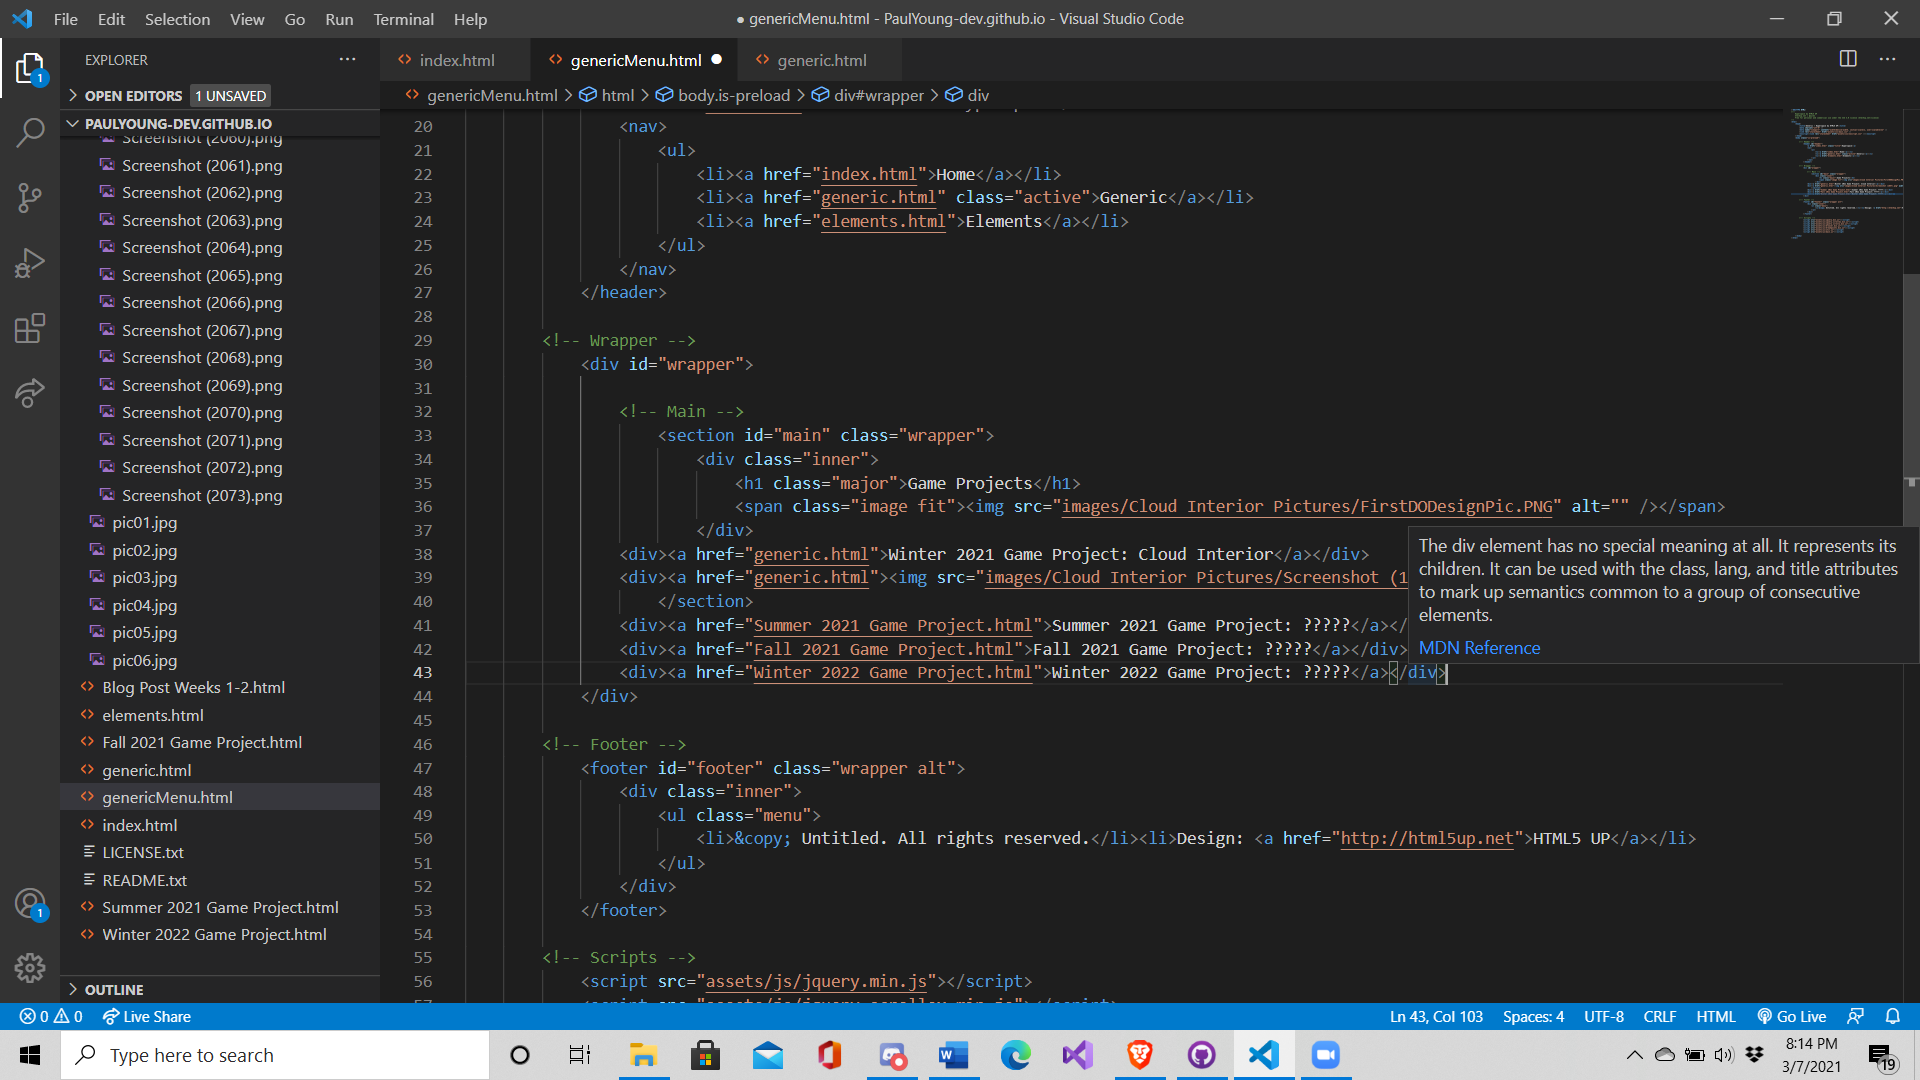 File Edit Selection View Go Run Terminal Help
● genericMenu.html - PaulYoung-dev.github.io - Visual Studio Code
EXPLORER
OPEN EDITORS 1 UNSAVED
PAULYOUNG-DEV.GITHUB.IO
Screenshot (2060).png
Screenshot (2061).png
Screenshot (2062).png
Screenshot (2063).png
Screenshot (2064).png
Screenshot (2065).png
Screenshot (2066).png
Screenshot (2067).png
Screenshot (2068).png
Screenshot (2069).png
Screenshot (2070).png
Screenshot (2071).png
Screenshot (2072).png
Screenshot (2073).png
pic01.jpg
pic02.jpg
pic03.jpg
pic04.jpg
pic05.jpg
pic06.jpg
Blog Post Weeks 1-2.html
elements.html
Fall 2021 Game Project.html
generic.html
genericMenu.html
index.html
LICENSE.txt
README.txt
Summer 2021 Game Project.html
Winter 2022 Game Project.html
OUTLINE
1
1
index.html genericMenu.html generic.html
genericMenu.html > html > body.is-preload > div#wrapper > div
20 <nav>
21 <ul>
22 <li><a href="index.html">Home</a></li>
23 <li><a href="generic.html" class="active">Generic</a></li>
24 <li><a href="elements.html">Elements</a></li>
25 </ul>
26 </nav>
27 </header>
28
29 <!-- Wrapper -->
30 <div id="wrapper">
31
32 <!-- Main -->
33 <section id="main" class="wrapper">
34 <div class="inner">
35 <h1 class="major">Game Projects</h1>
36 <span class="image fit"><img src="images/Cloud Interior Pictures/FirstDODesignPic.PNG" alt="" /></span>
37 </div>
38 <div><a href="generic.html">Winter 2021 Game Project: Cloud Interior</a></div>
39 <div><a href="generic.html"><img src="images/Cloud Interior Pictures/Screenshot (1
40 </section>
41 <div><a href="Summer 2021 Game Project.html">Summer 2021 Game Project: ?????</a></
42 <div><a href="Fall 2021 Game Project.html">Fall 2021 Game Project: ?????</a></div>
43 <div><a href="Winter 2022 Game Project.html">Winter 2022 Game Project: ?????</a></div>
44 </div>
45
46 <!-- Footer -->
47 <footer id="footer" class="wrapper alt">
48 <div class="inner">
49 <ul class="menu">
50 <li>&copy; Untitled. All rights reserved.</li><li>Design: <a href="http://html5up.net">HTML5 UP</a></li>
51 </ul>
52 </div>
53 </footer>
54
55 <!-- Scripts -->
56 <script src="assets/js/jquery.min.js"></script>
The div element has no special meaning at all. It represents its
children. It can be used with the class, lang, and title attributes
to mark up semantics common to a group of consecutive
elements.
MDN Reference
0 0 Live Share
Ln 43, Col 103 Spaces: 4 UTF-8 CRLF HTML Go Live
Type here to search
8:14 PM
3/7/2021
19